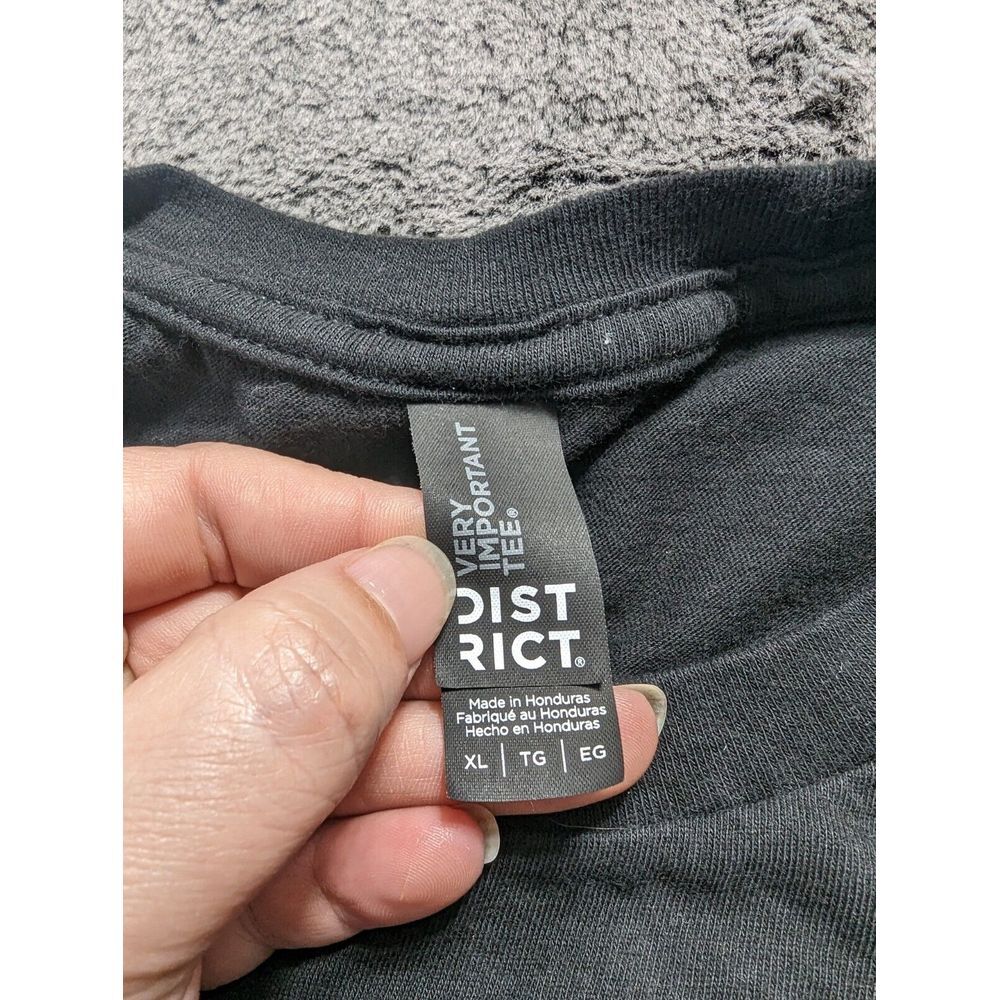 VERY
IMPORTANT
TEE®
DIST
RICT®
Made in Honduras
Fabriqué au Honduras
Hecho en Honduras
XL | TG | EG